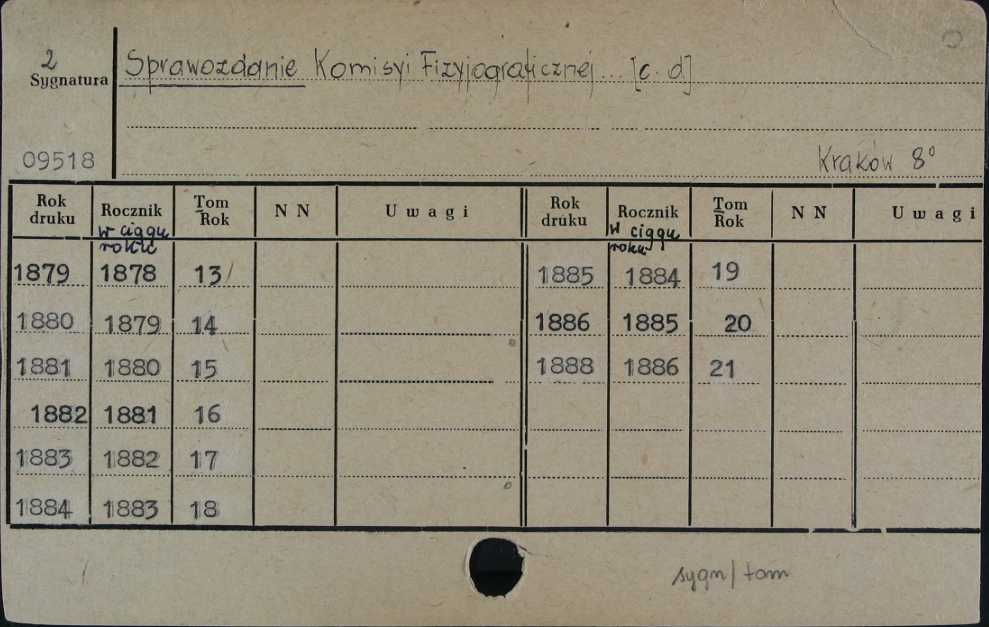 2
Sygnatura
Sprawozdanie Komisyi Fizyjograficznej... [c. d]
09518
Kraków 8°
Rok druku Rocznik w ciągu roku Tom Rok N N U w a g i Rok druku Rocznik w ciągu roku Tom Rok N N U w a g i
1879 1878 13/ 1885 1884 19
1880 1879 14 1886 1885 20
1881 1880 15 1888 1886 21
1882 1881 16
1883 1882 17
1884 1883 18
sygn/tom